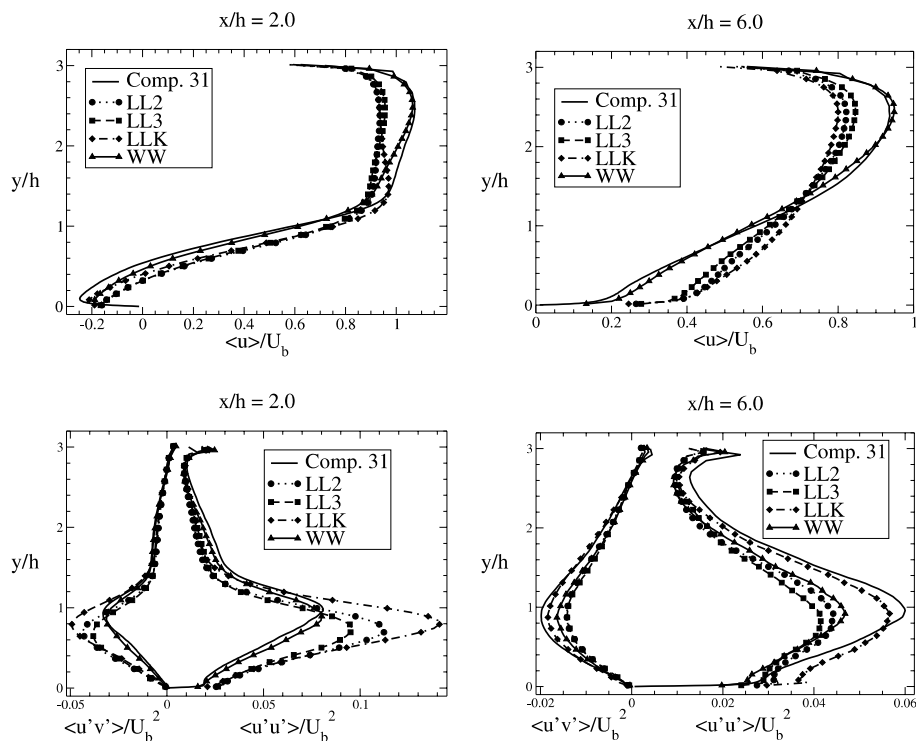 x/h = 2.0
3
2
y/h
1
0
Comp. 31
LL2
LL3
LLK
WW
-0.2 0 0.2 0.4 0.6 0.8 1
<u>/U_b
x/h = 6.0
3
2
y/h
1
0
Comp. 31
LL2
LL3
LLK
WW
0 0.2 0.4 0.6 0.8 1
<u>/U_b
x/h = 2.0
3
2
y/h
1
0
Comp. 31
LL2
LL3
LLK
WW
-0.05 0 0.05 0.1
<u'v'>/U_b^2 <u'u'>/U_b^2
x/h = 6.0
3
2
y/h
1
0
Comp. 31
LL2
LL3
LLK
WW
-0.02 0 0.02 0.04 0.06
<u'v'>/U_b^2 <u'u'>/U_b^2